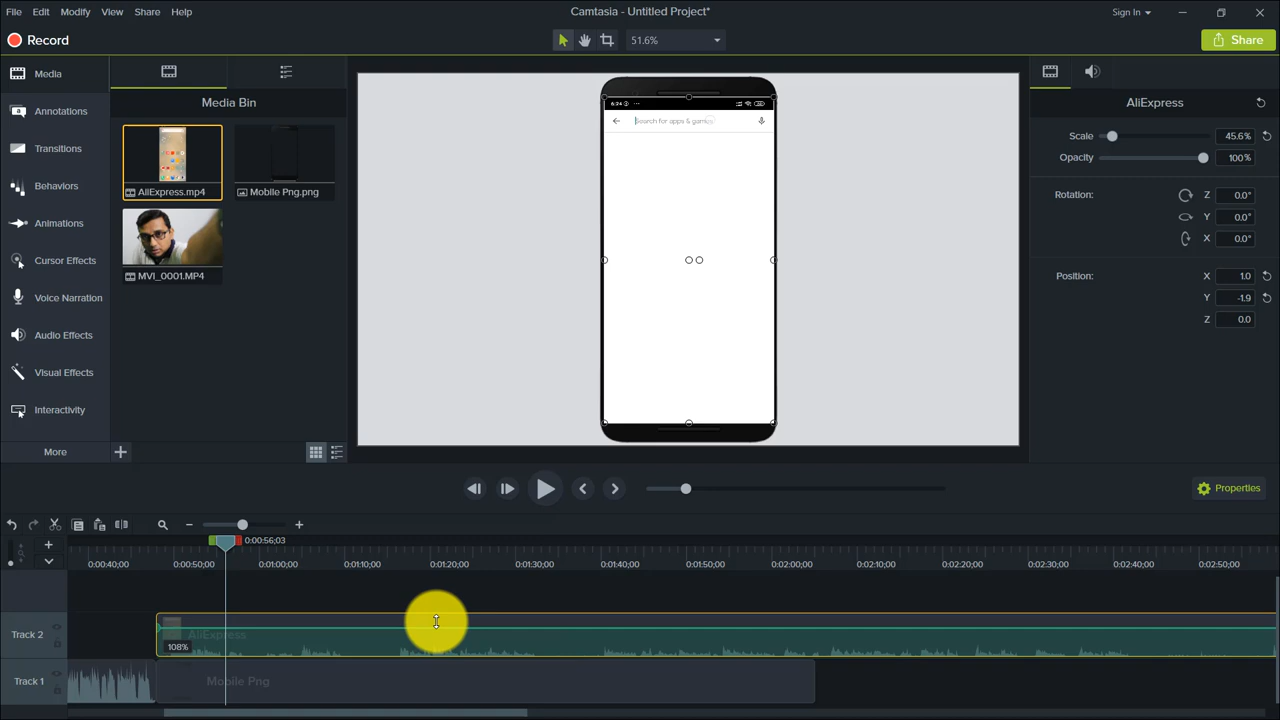 File Edit Modify View Share Help
Camtasia - Untitled Project*
Sign In
Record
51.6%
Share
Media
Annotations
Transitions
Behaviors
Animations
Cursor Effects
Voice Narration
Audio Effects
Visual Effects
Interactivity
More
Media Bin
AliExpress.mp4
Mobile Png.png
MVI_0001.MP4
6:24
Search for apps & games
AliExpress
Scale 45.6%
Opacity 100%
Rotation: Z 0.0°
Y 0.0°
X 0.0°
Position: X 1.0
Y -1.9
Z 0.0
Properties
0:00:56;03
0:00:40;00 0:00:50;00 0:01:00;00 0:01:10;00 0:01:20;00 0:01:30;00 0:01:40;00 0:01:50;00 0:02:00;00 0:02:10;00 0:02:20;00 0:02:30;00 0:02:40;00 0:02:50;00
Track 2
AliExpress
108%
Track 1
Mobile Png